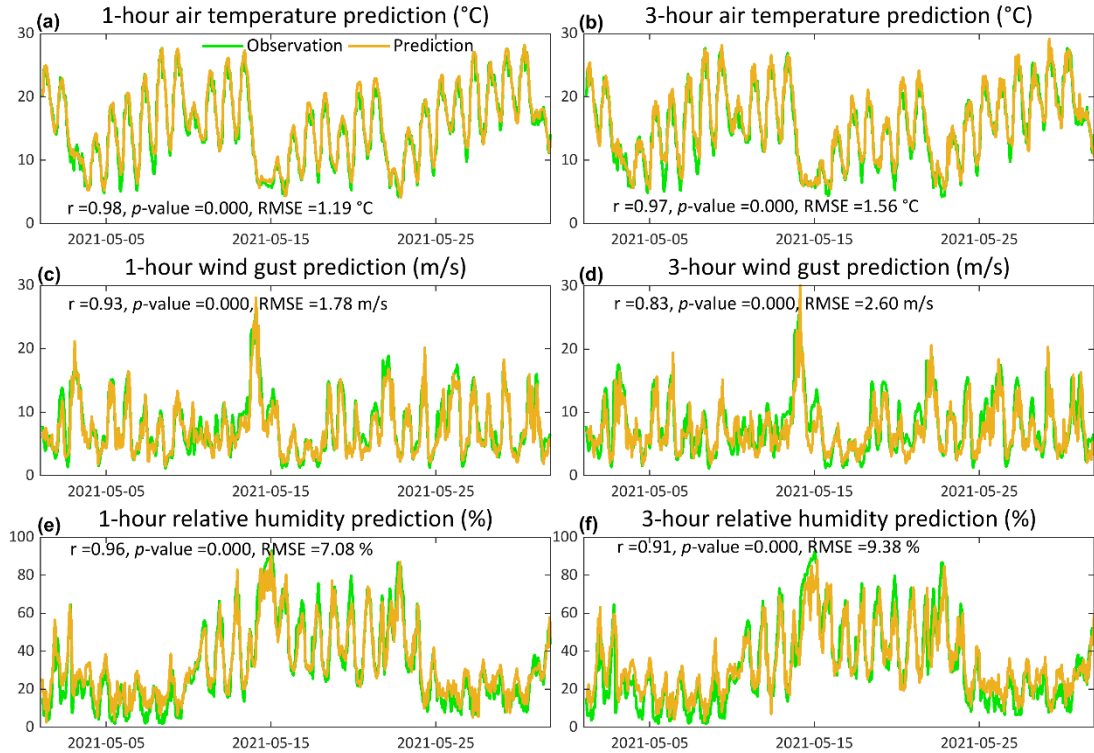 (a) 1-hour air temperature prediction (°C)
Observation Prediction
30
20
10
0
r =0.98, p-value =0.000, RMSE =1.19 °C
2021-05-05 2021-05-15 2021-05-25
(b) 3-hour air temperature prediction (°C)
30
20
10
0
r =0.97, p-value =0.000, RMSE =1.56 °C
2021-05-05 2021-05-15 2021-05-25
(c) 1-hour wind gust prediction (m/s)
30
r =0.93, p-value =0.000, RMSE =1.78 m/s
20
10
0
2021-05-05 2021-05-15 2021-05-25
(d) 3-hour wind gust prediction (m/s)
30
r =0.83, p-value =0.000, RMSE =2.60 m/s
20
10
0
2021-05-05 2021-05-15 2021-05-25
(e) 1-hour relative humidity prediction (%)
100
r =0.96, p-value =0.000, RMSE =7.08 %
80
60
40
20
0
2021-05-05 2021-05-15 2021-05-25
(f) 3-hour relative humidity prediction (%)
100
r =0.91, p-value =0.000, RMSE =9.38 %
80
60
40
20
0
2021-05-05 2021-05-15 2021-05-25